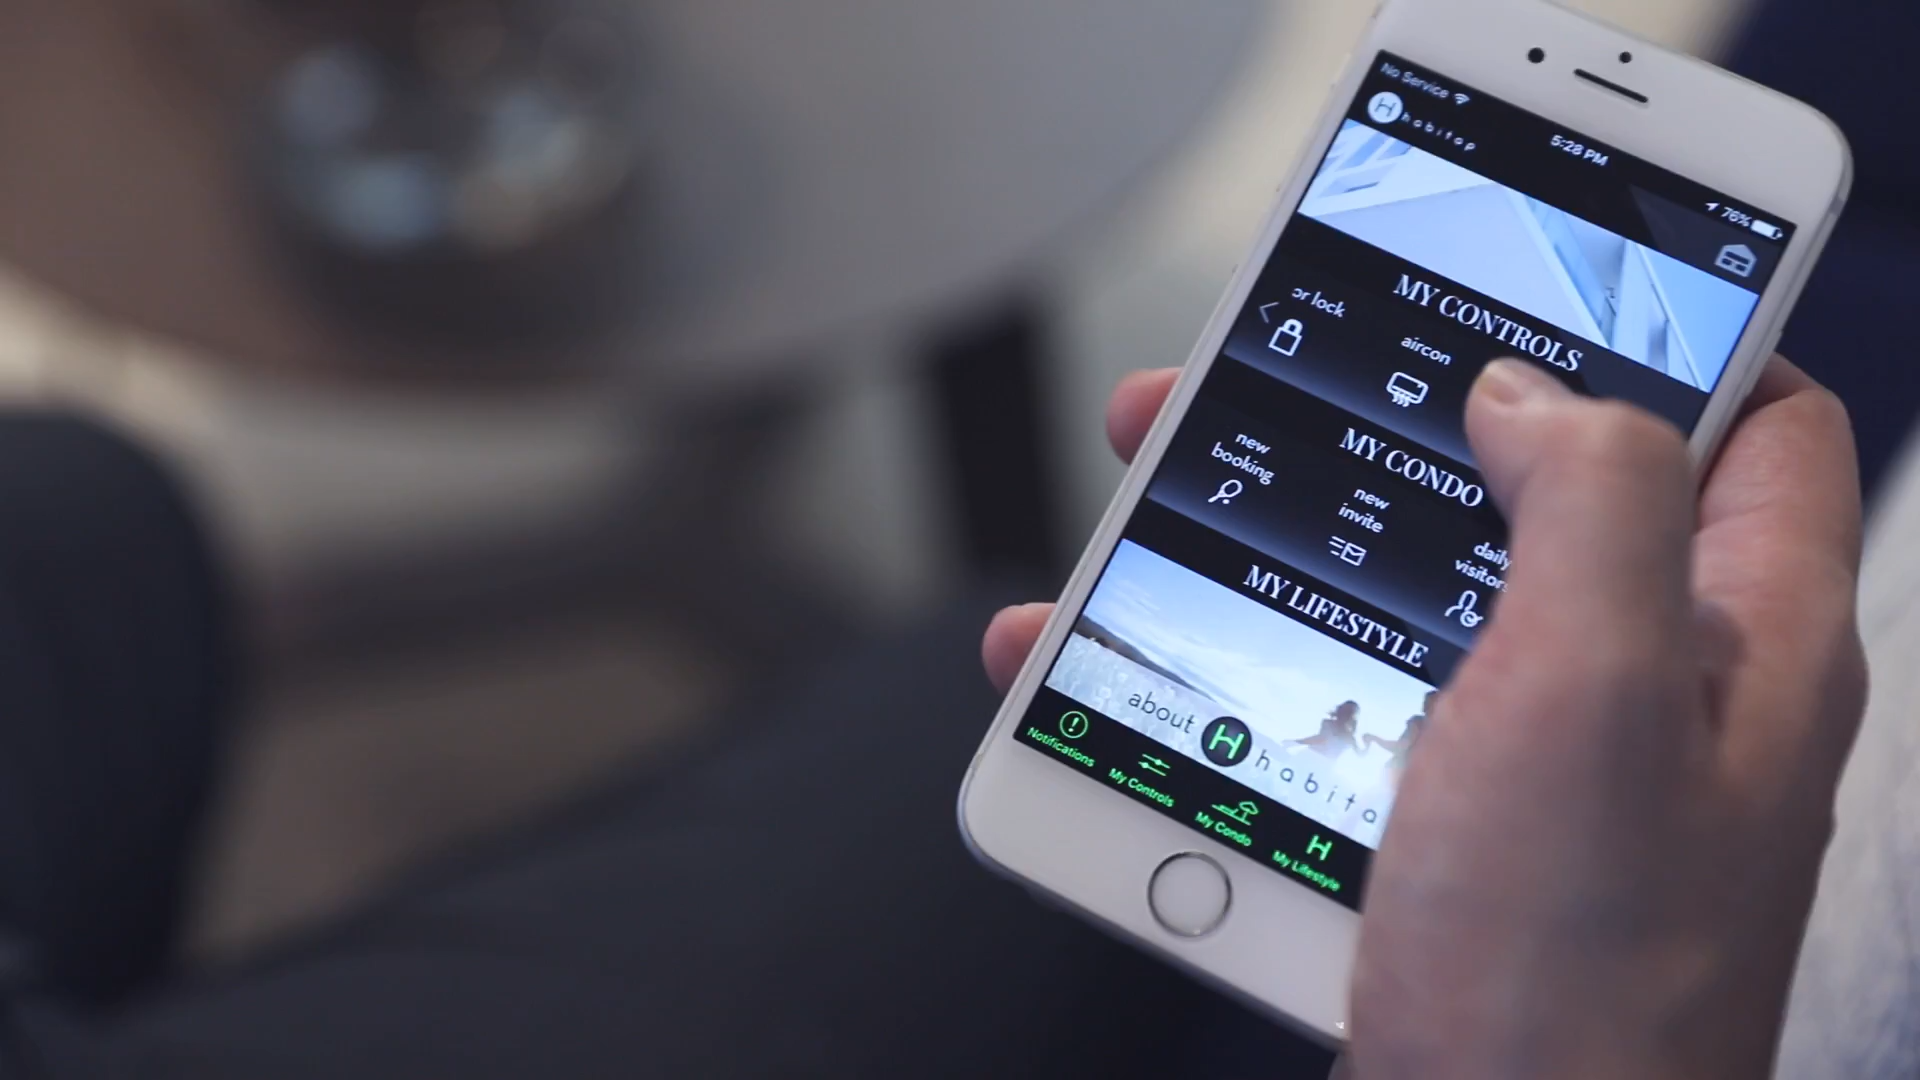 No Service
5:28 PM
76%
H habitap
MY CONTROLS
or lock
aircon
MY CONDO
new
booking
new
invite
daily
visitor
MY LIFESTYLE
about H habita
Notifications
My Controls
My Condo
H
My Lifestyle